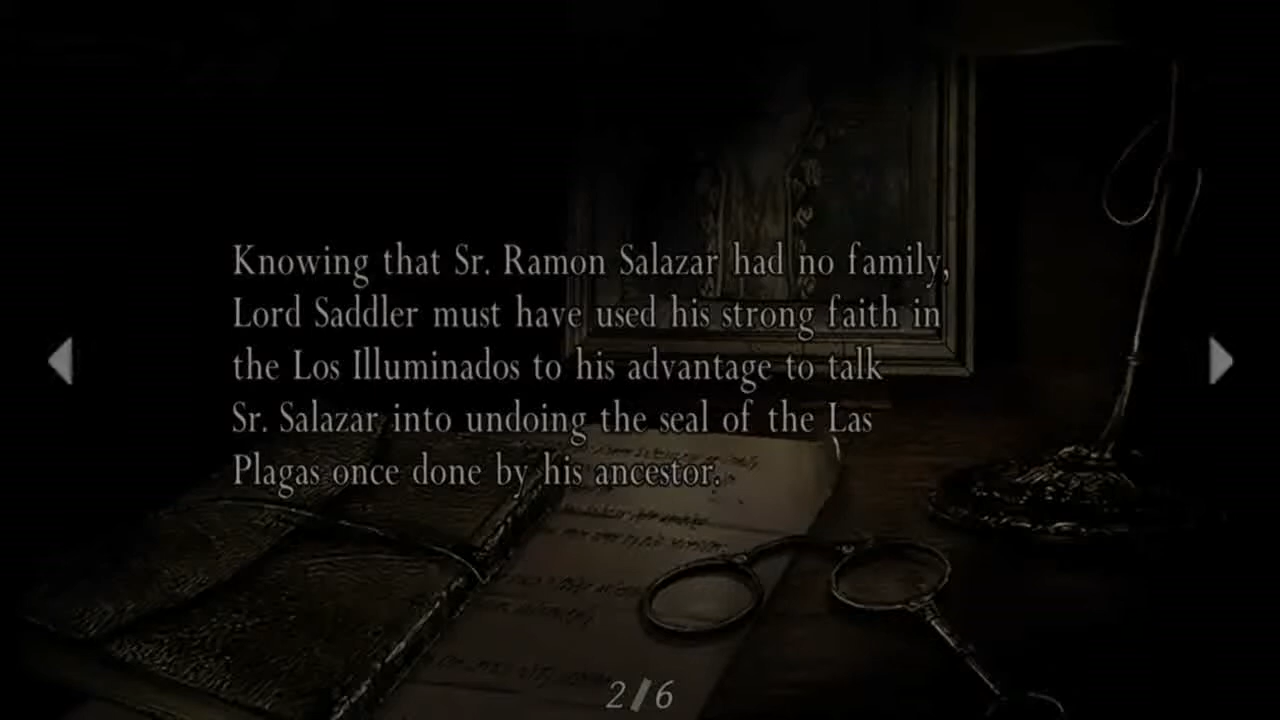 Knowing that Sr. Ramon Salazar had no family,
Lord Saddler must have used his strong faith in
the Los Illuminados to his advantage to talk
Sr. Salazar into undoing the seal of the Las
Plagas once done by his ancestor.
2/6